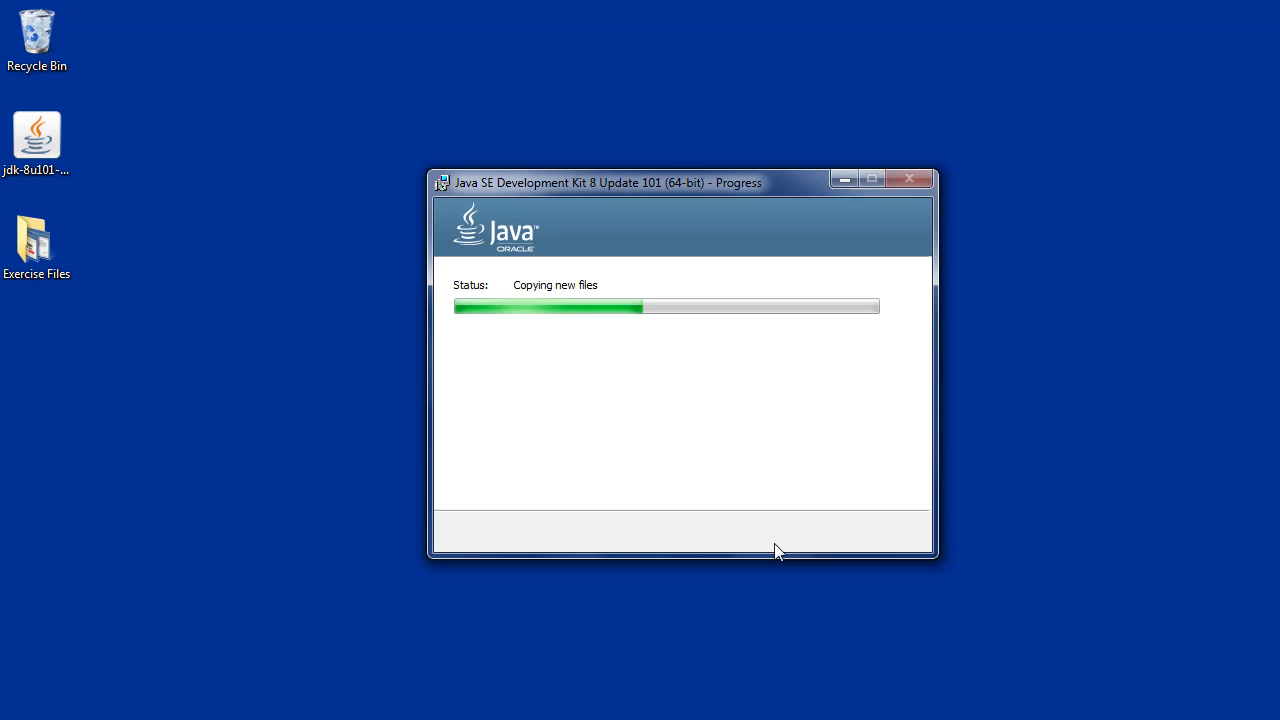 Recycle Bin
jdk-8u101-...
Exercise Files
Java SE Development Kit 8 Update 101 (64-bit) - Progress
Java™
ORACLE
Status: Copying new files